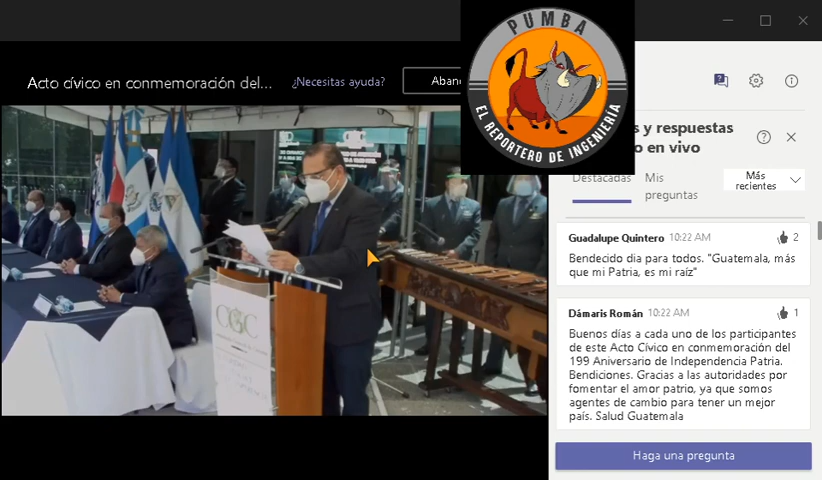 PUMBA
EL REPORTERO DE INGENIERÍA
Acto cívico en conmemoración del...
¿Necesitas ayuda?
Aban
s y respuestas
o en vivo
Destacadas
Mis
preguntas
Más
recientes
CGC
Guadalupe Quintero 10:22 AM 2
Bendecido dia para todos. "Guatemala, más
que mi Patria, es mi raíz"
Dámaris Román 10:22 AM 1
Buenos días a cada uno de los participantes
de este Acto Cívico en conmemoración del
199 Aniversario de Independencia Patria.
Bendiciones. Gracias a las autoridades por
fomentar el amor patrio, ya que somos
agentes de cambio para tener un mejor
país. Salud Guatemala
Haga una pregunta